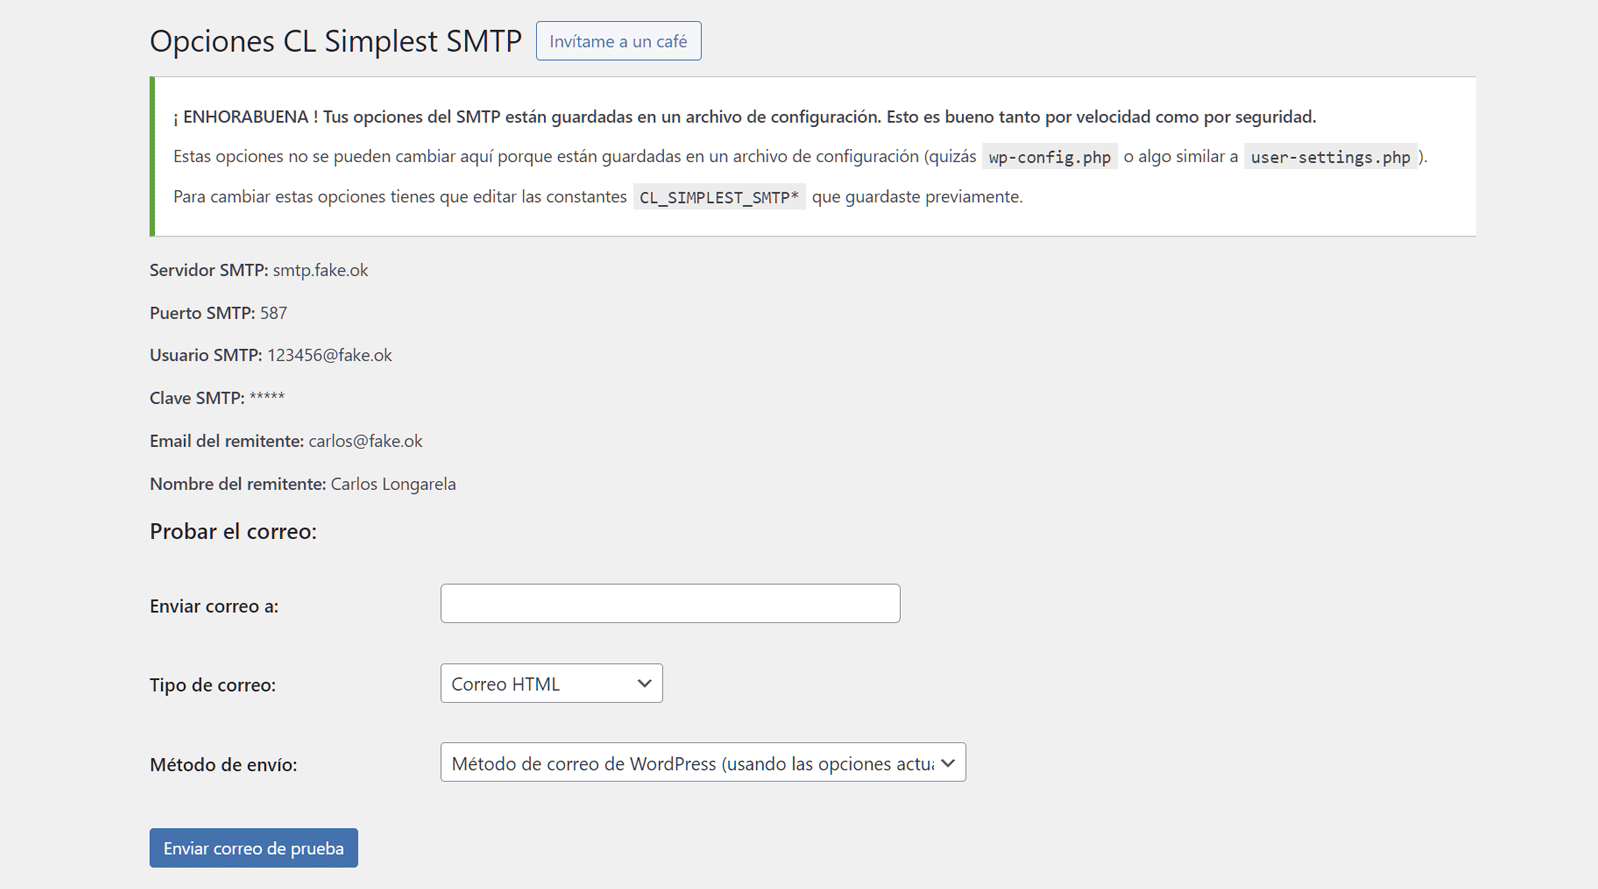 Opciones CL Simplest SMTP Invítame a un café
¡ ENHORABUENA ! Tus opciones del SMTP están guardadas en un archivo de configuración. Esto es bueno tanto por velocidad como por seguridad.
Estas opciones no se pueden cambiar aquí porque están guardadas en un archivo de configuración (quizás wp-config.php o algo similar a user-settings.php ).
Para cambiar estas opciones tienes que editar las constantes CL_SIMPLEST_SMTP* que guardaste previamente.
Servidor SMTP: smtp.fake.ok
Puerto SMTP: 587
Usuario SMTP: 123456@fake.ok
Clave SMTP: *****
Email del remitente: carlos@fake.ok
Nombre del remitente: Carlos Longarela
Probar el correo:
Enviar correo a:
Tipo de correo: Correo HTML
Método de envío: Método de correo de WordPress (usando las opciones actua
Enviar correo de prueba